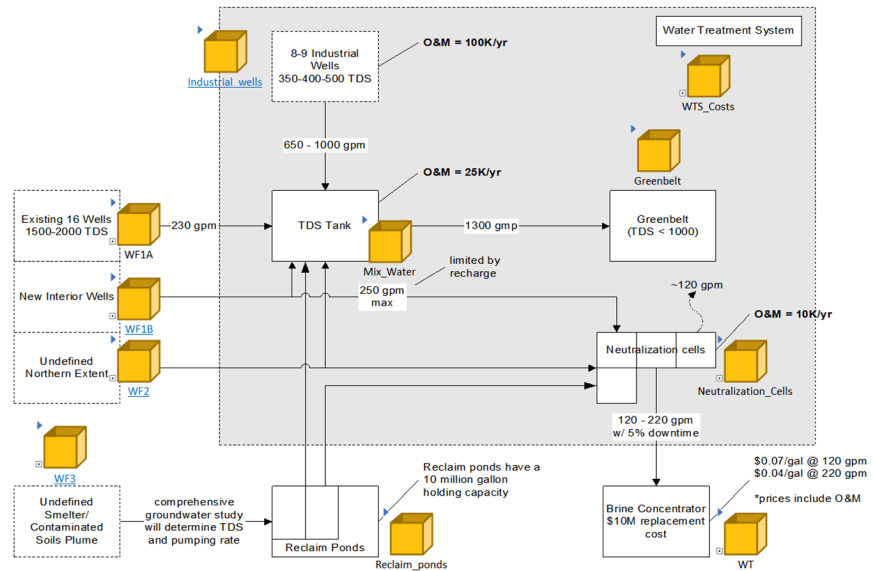 8-9 Industrial
Wells
350-400-500 TDS
O&M = 100K/yr
Water Treatment System
Industrial_wells
WTS_Costs
650 - 1000 gpm
Greenbelt
O&M = 25K/yr
Existing 16 Wells
1500-2000 TDS
WF1A
230 gpm
TDS Tank
Mix_Water
1300 gmp
Greenbelt
(TDS < 1000)
limited by
recharge
New Interior Wells
WF1B
250 gpm
max
~120 gpm
O&M = 10K/yr
Undefined
Northern Extent
WF2
Neutralization cells
Neutralization_Cells
120 - 220 gpm
w/ 5% downtime
WF3
Reclaim ponds have a
10 million gallon
holding capacity
$0.07/gal @ 120 gpm
$0.04/gal @ 220 gpm
*prices include O&M
Undefined
Smelter/
Contaminated
Soils Plume
comprehensive
groundwater study
will determine TDS
and pumping rate
Reclaim Ponds
Reclaim_ponds
Brine Concentrator
$10M replacement
cost
WT